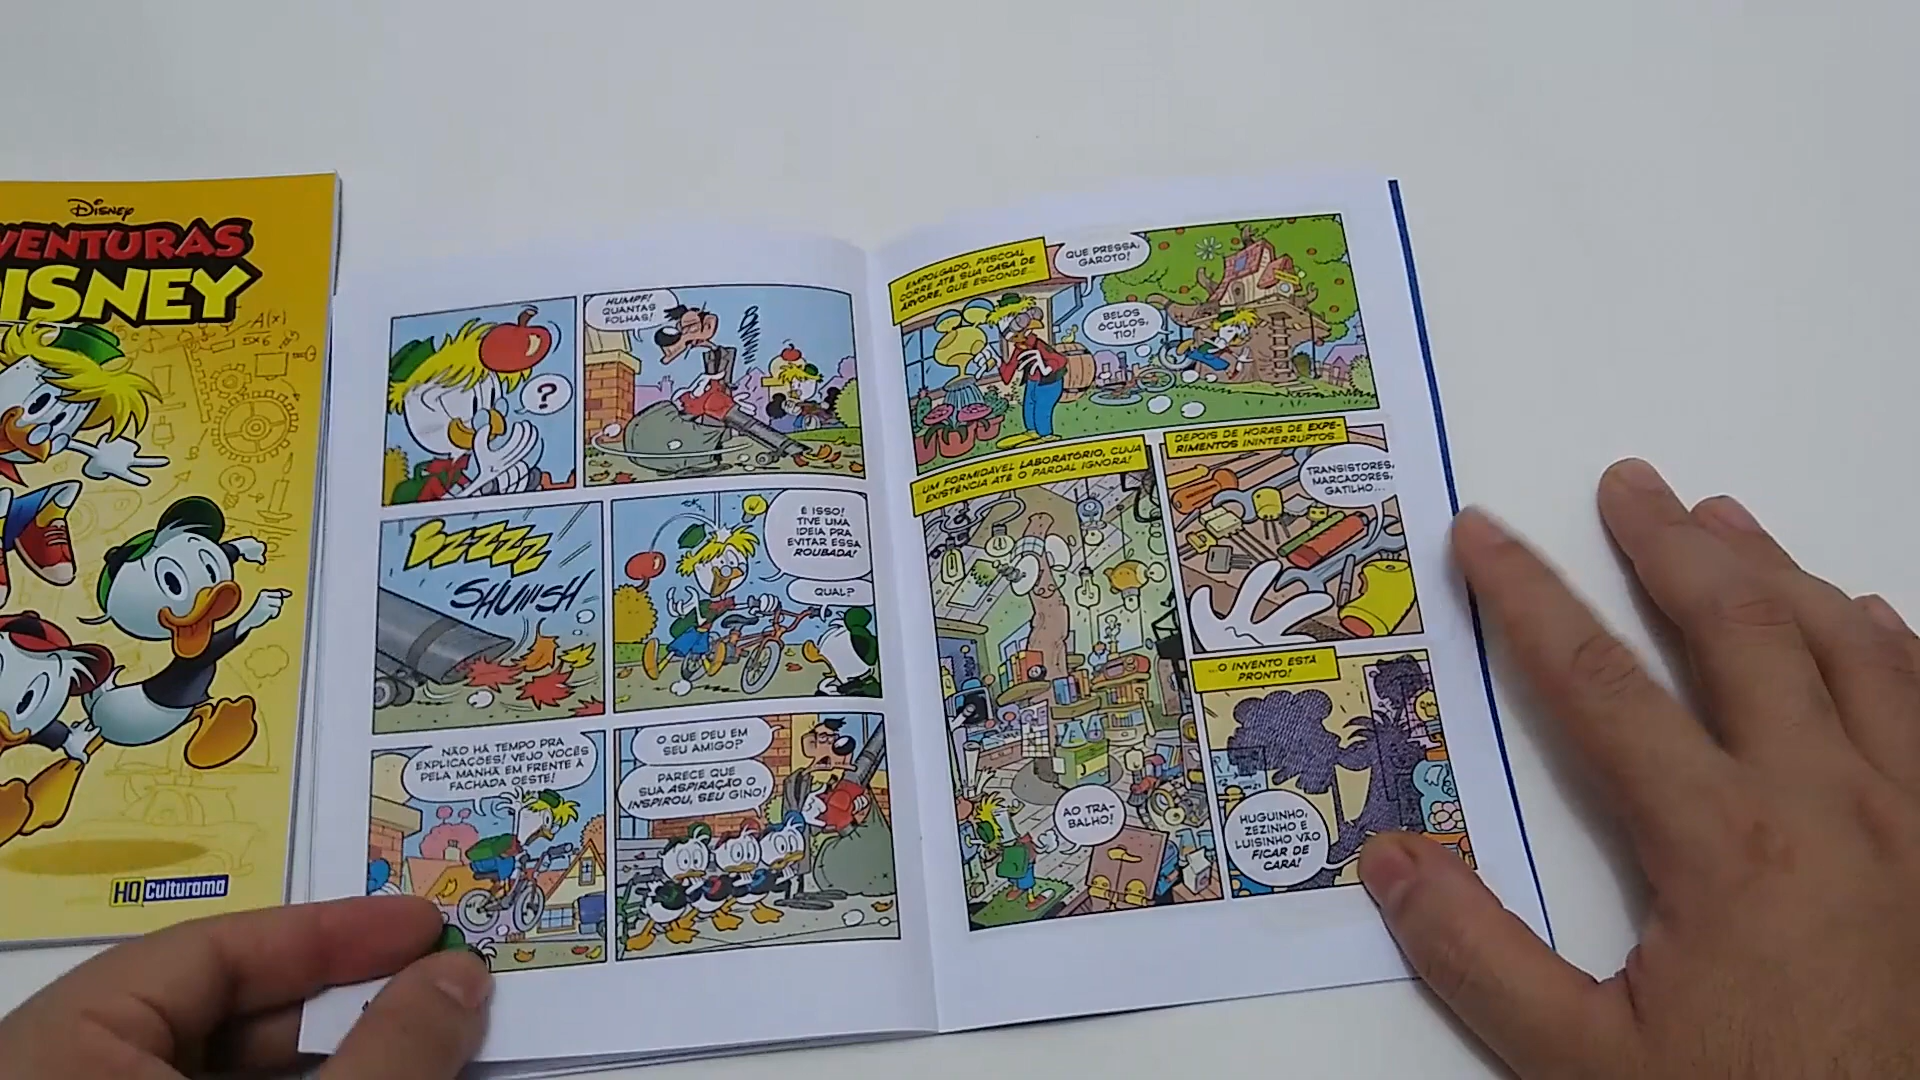 Disney
VENTURAS
DISNEY
A(x)
5x6
HQ Culturama
?
HUMPF!
QUANTAS
FOLHAS!
BZZZZ
SHUIIISH
É ISSO!
TIVE UMA
IDEIA PRA
EVITAR ESSA
ROUBADA!
QUAL?
NÃO HÁ TEMPO PRA
EXPLICAÇÕES! VEJO VOCÊS
PELA MANHÃ EM FRENTE À
FACHADA OESTE!
O QUE DEU EM
SEU AMIGO?
PARECE QUE
SUA ASPIRAÇÃO O
INSPIROU, SEU GINO!
EMPOLGADO, PASCOAL
CORRE ATÉ SUA CASA DE
ÁRVORE, QUE ESCONDE...
QUE PRESSA,
GAROTO!
BELOS
ÓCULOS,
TIO!
...UM FORMIDÁVEL LABORATÓRIO, CUJA
EXISTÊNCIA ATÉ O PARDAL IGNORA!
AO TRA-
BALHO!
DEPOIS DE HORAS DE EXPE-
RIMENTOS ININTERRUPTOS...
TRANSISTORES,
MARCADORES,
GATILHO...
...O INVENTO ESTÁ
PRONTO!
HUGUINHO,
ZEZINHO E
LUISINHO VÃO
FICAR DE
CARA!